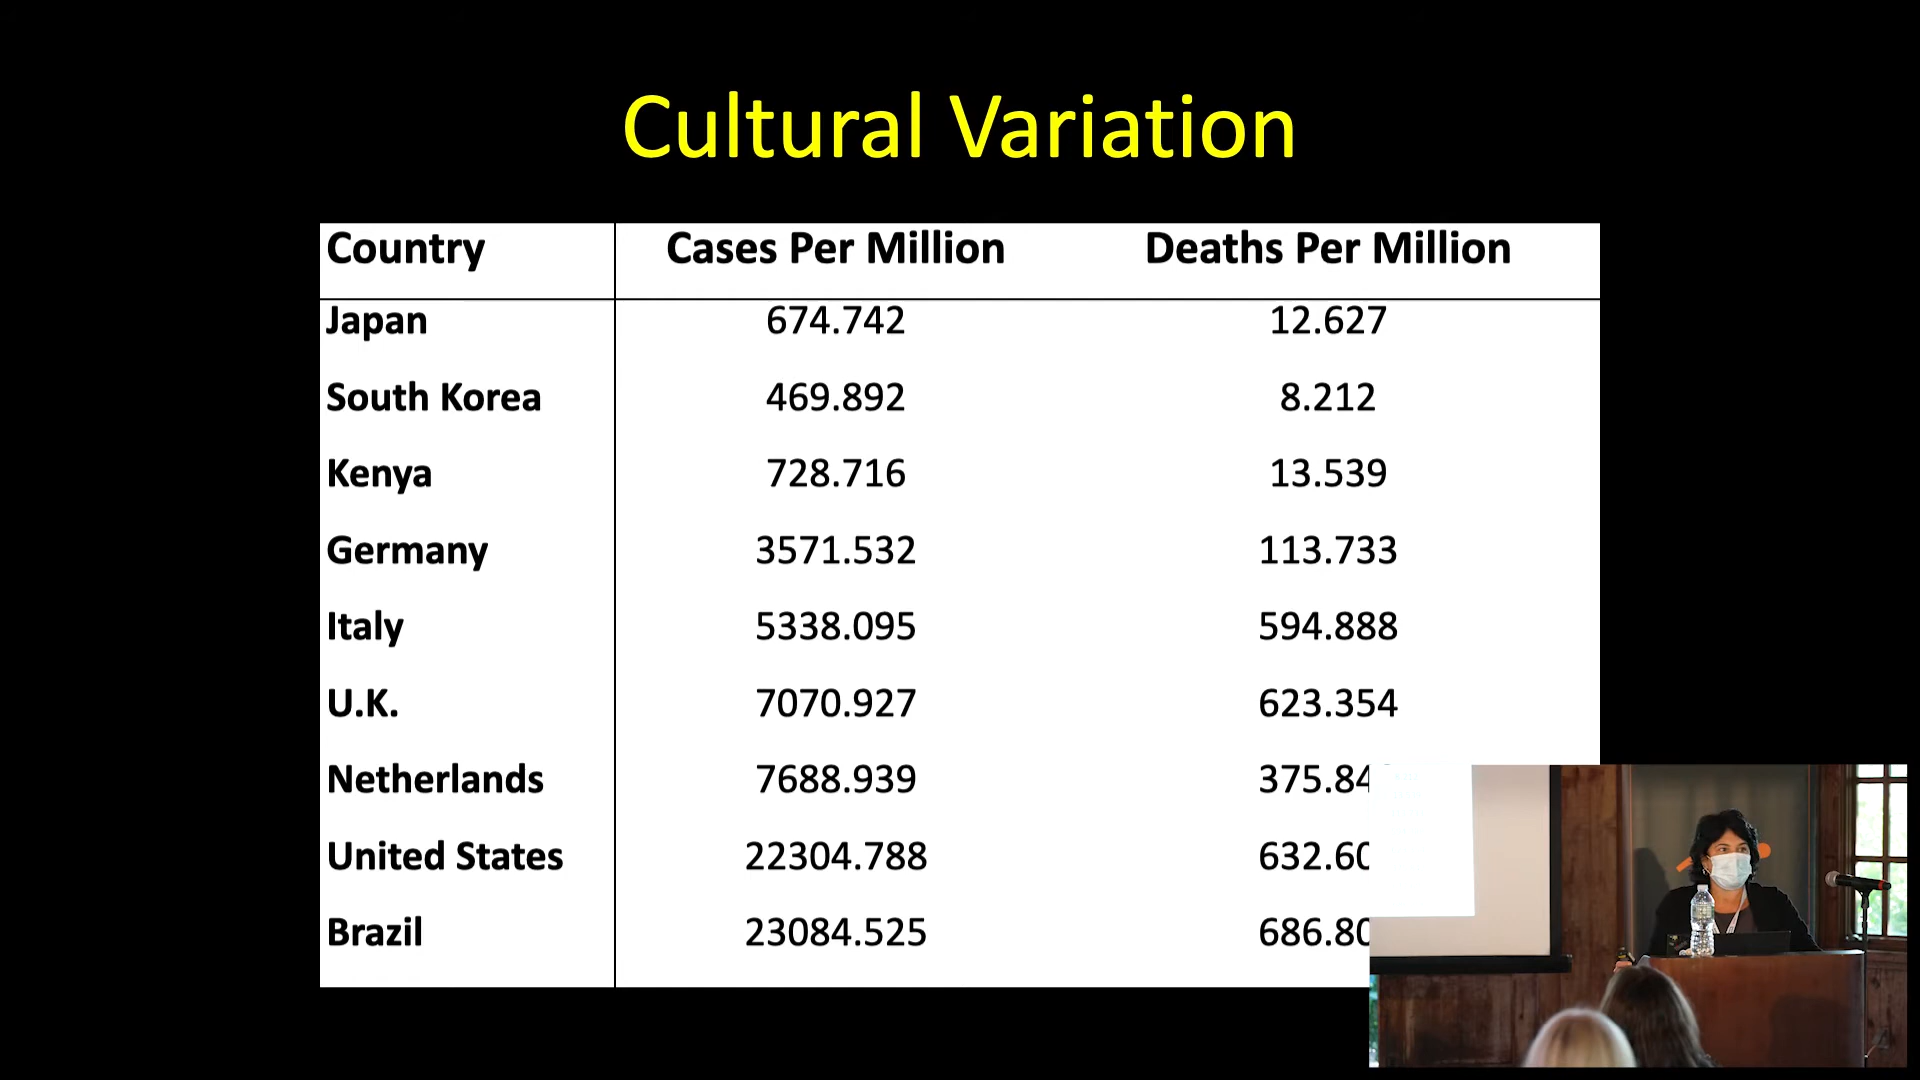 Cultural Variation
Country Cases Per Million Deaths Per Million
Japan 674.742 12.627
South Korea 469.892 8.212
Kenya 728.716 13.539
Germany 3571.532 113.733
Italy 5338.095 594.888
U.K. 7070.927 623.354
Netherlands 7688.939 375.84
United States 22304.788 632.60
Brazil 23084.525 686.80